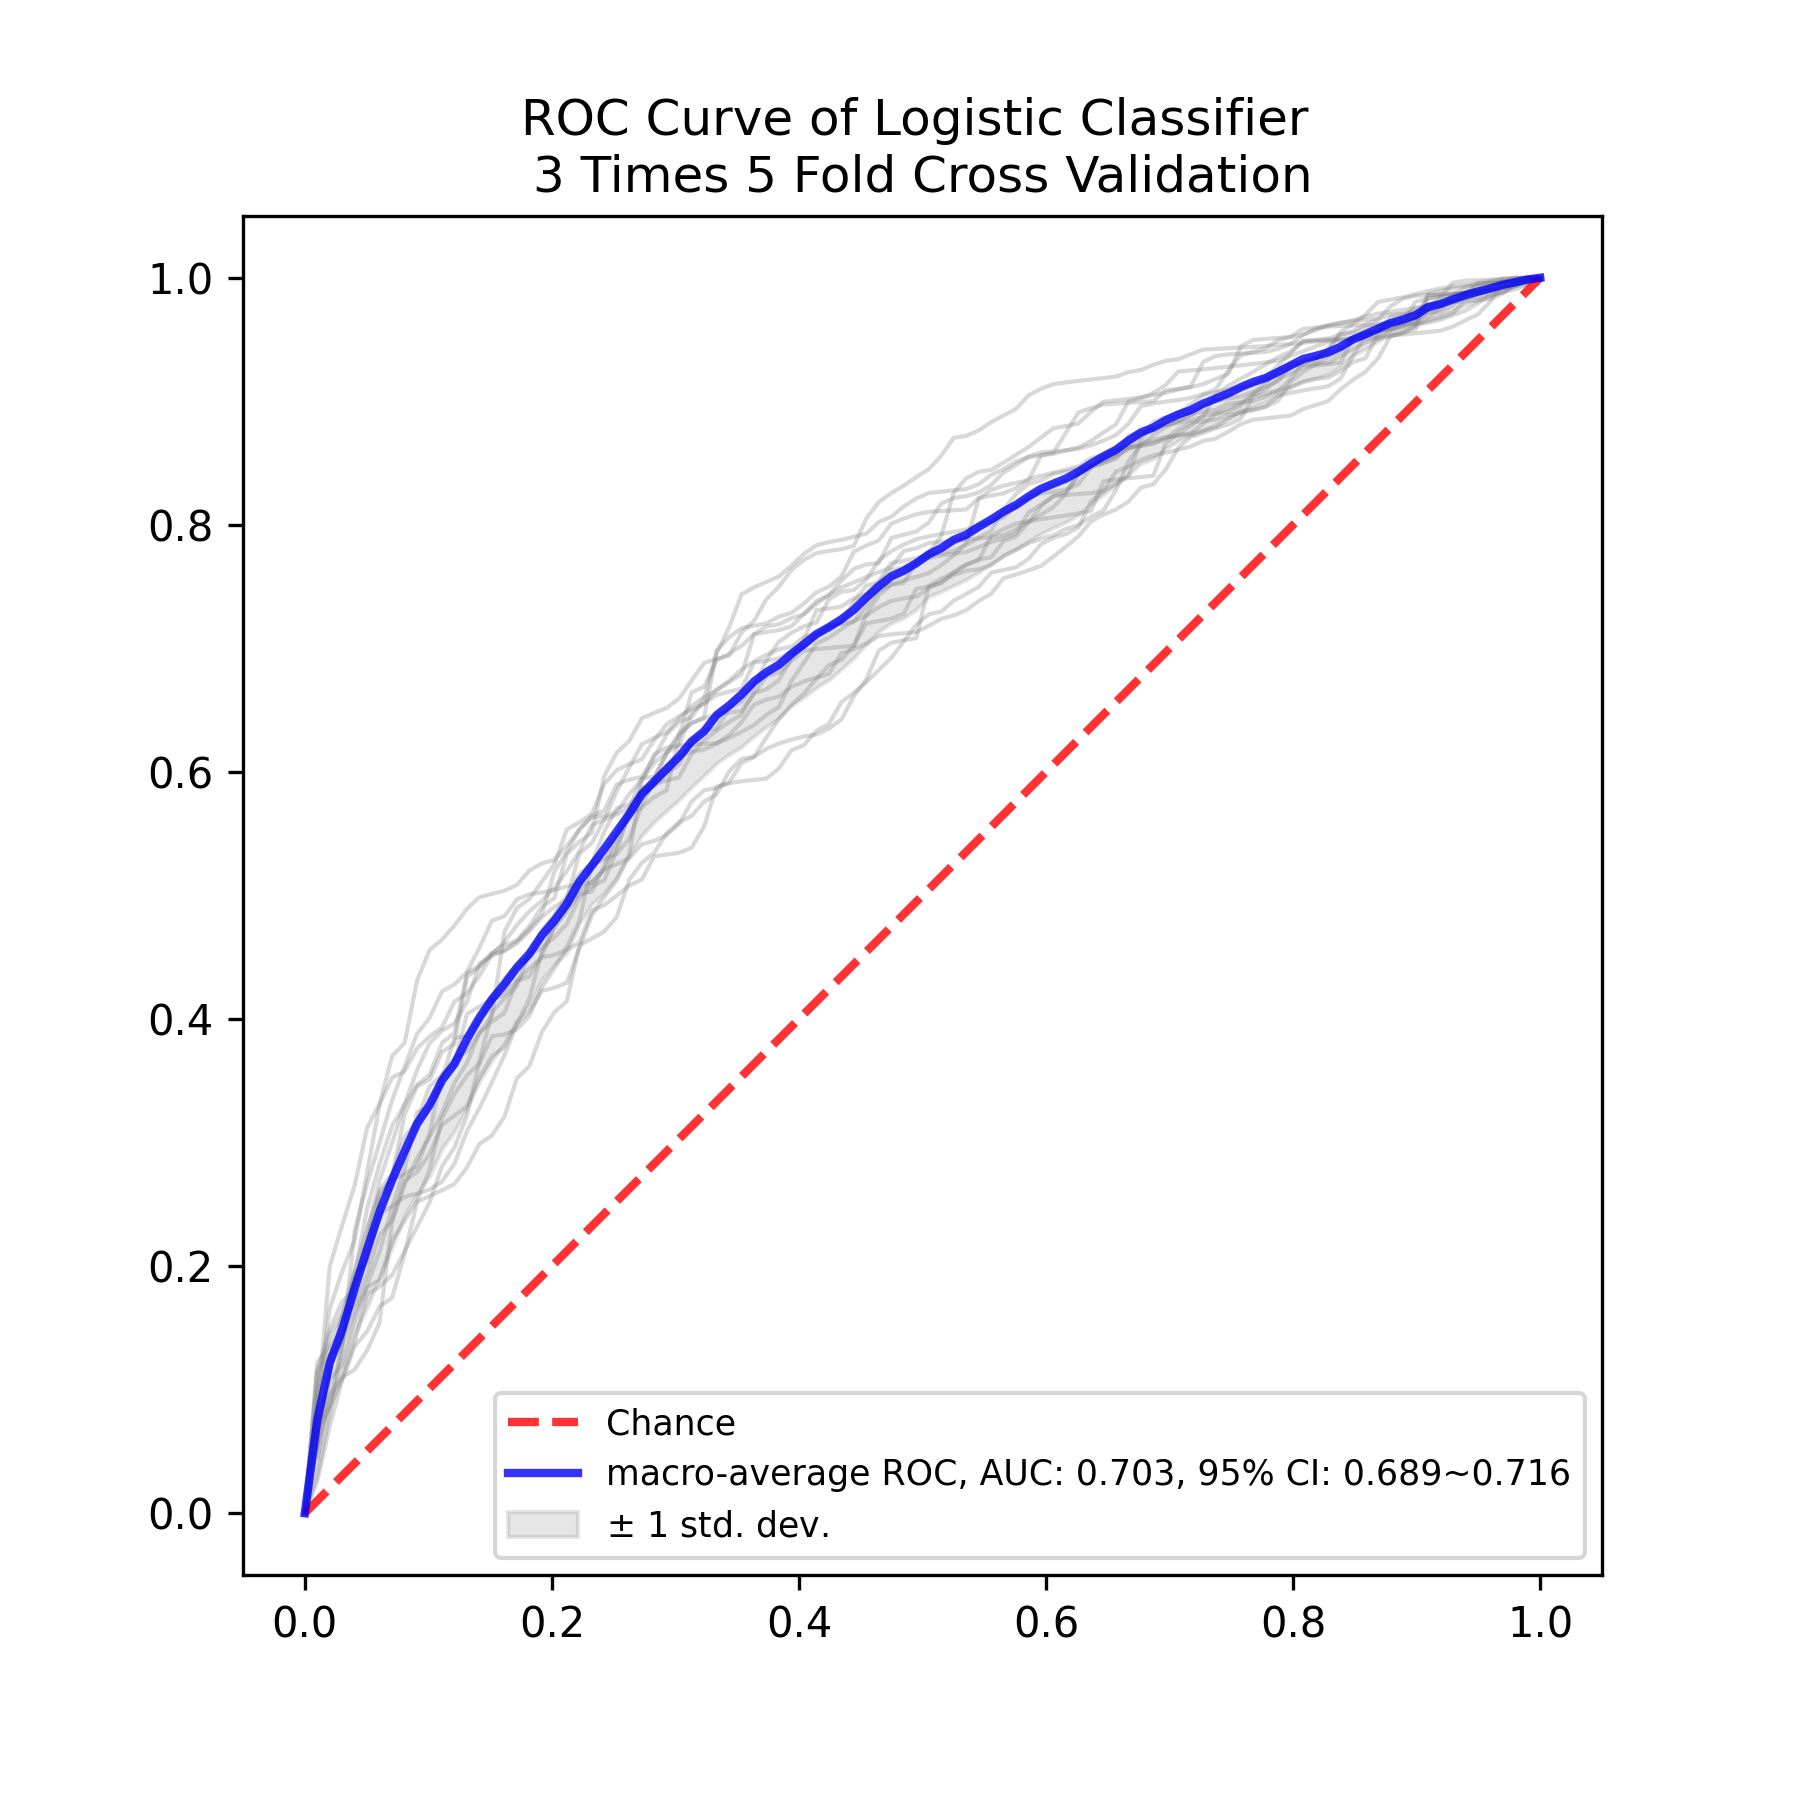 ROC Curve of Logistic Classifier
3 Times 5 Fold Cross Validation
1.0
0.8
0.6
0.4
0.2
0.0
Chance
macro-average ROC, AUC: 0.703, 95% CI: 0.689~0.716
± 1 std. dev.
0.0 0.2 0.4 0.6 0.8 1.0